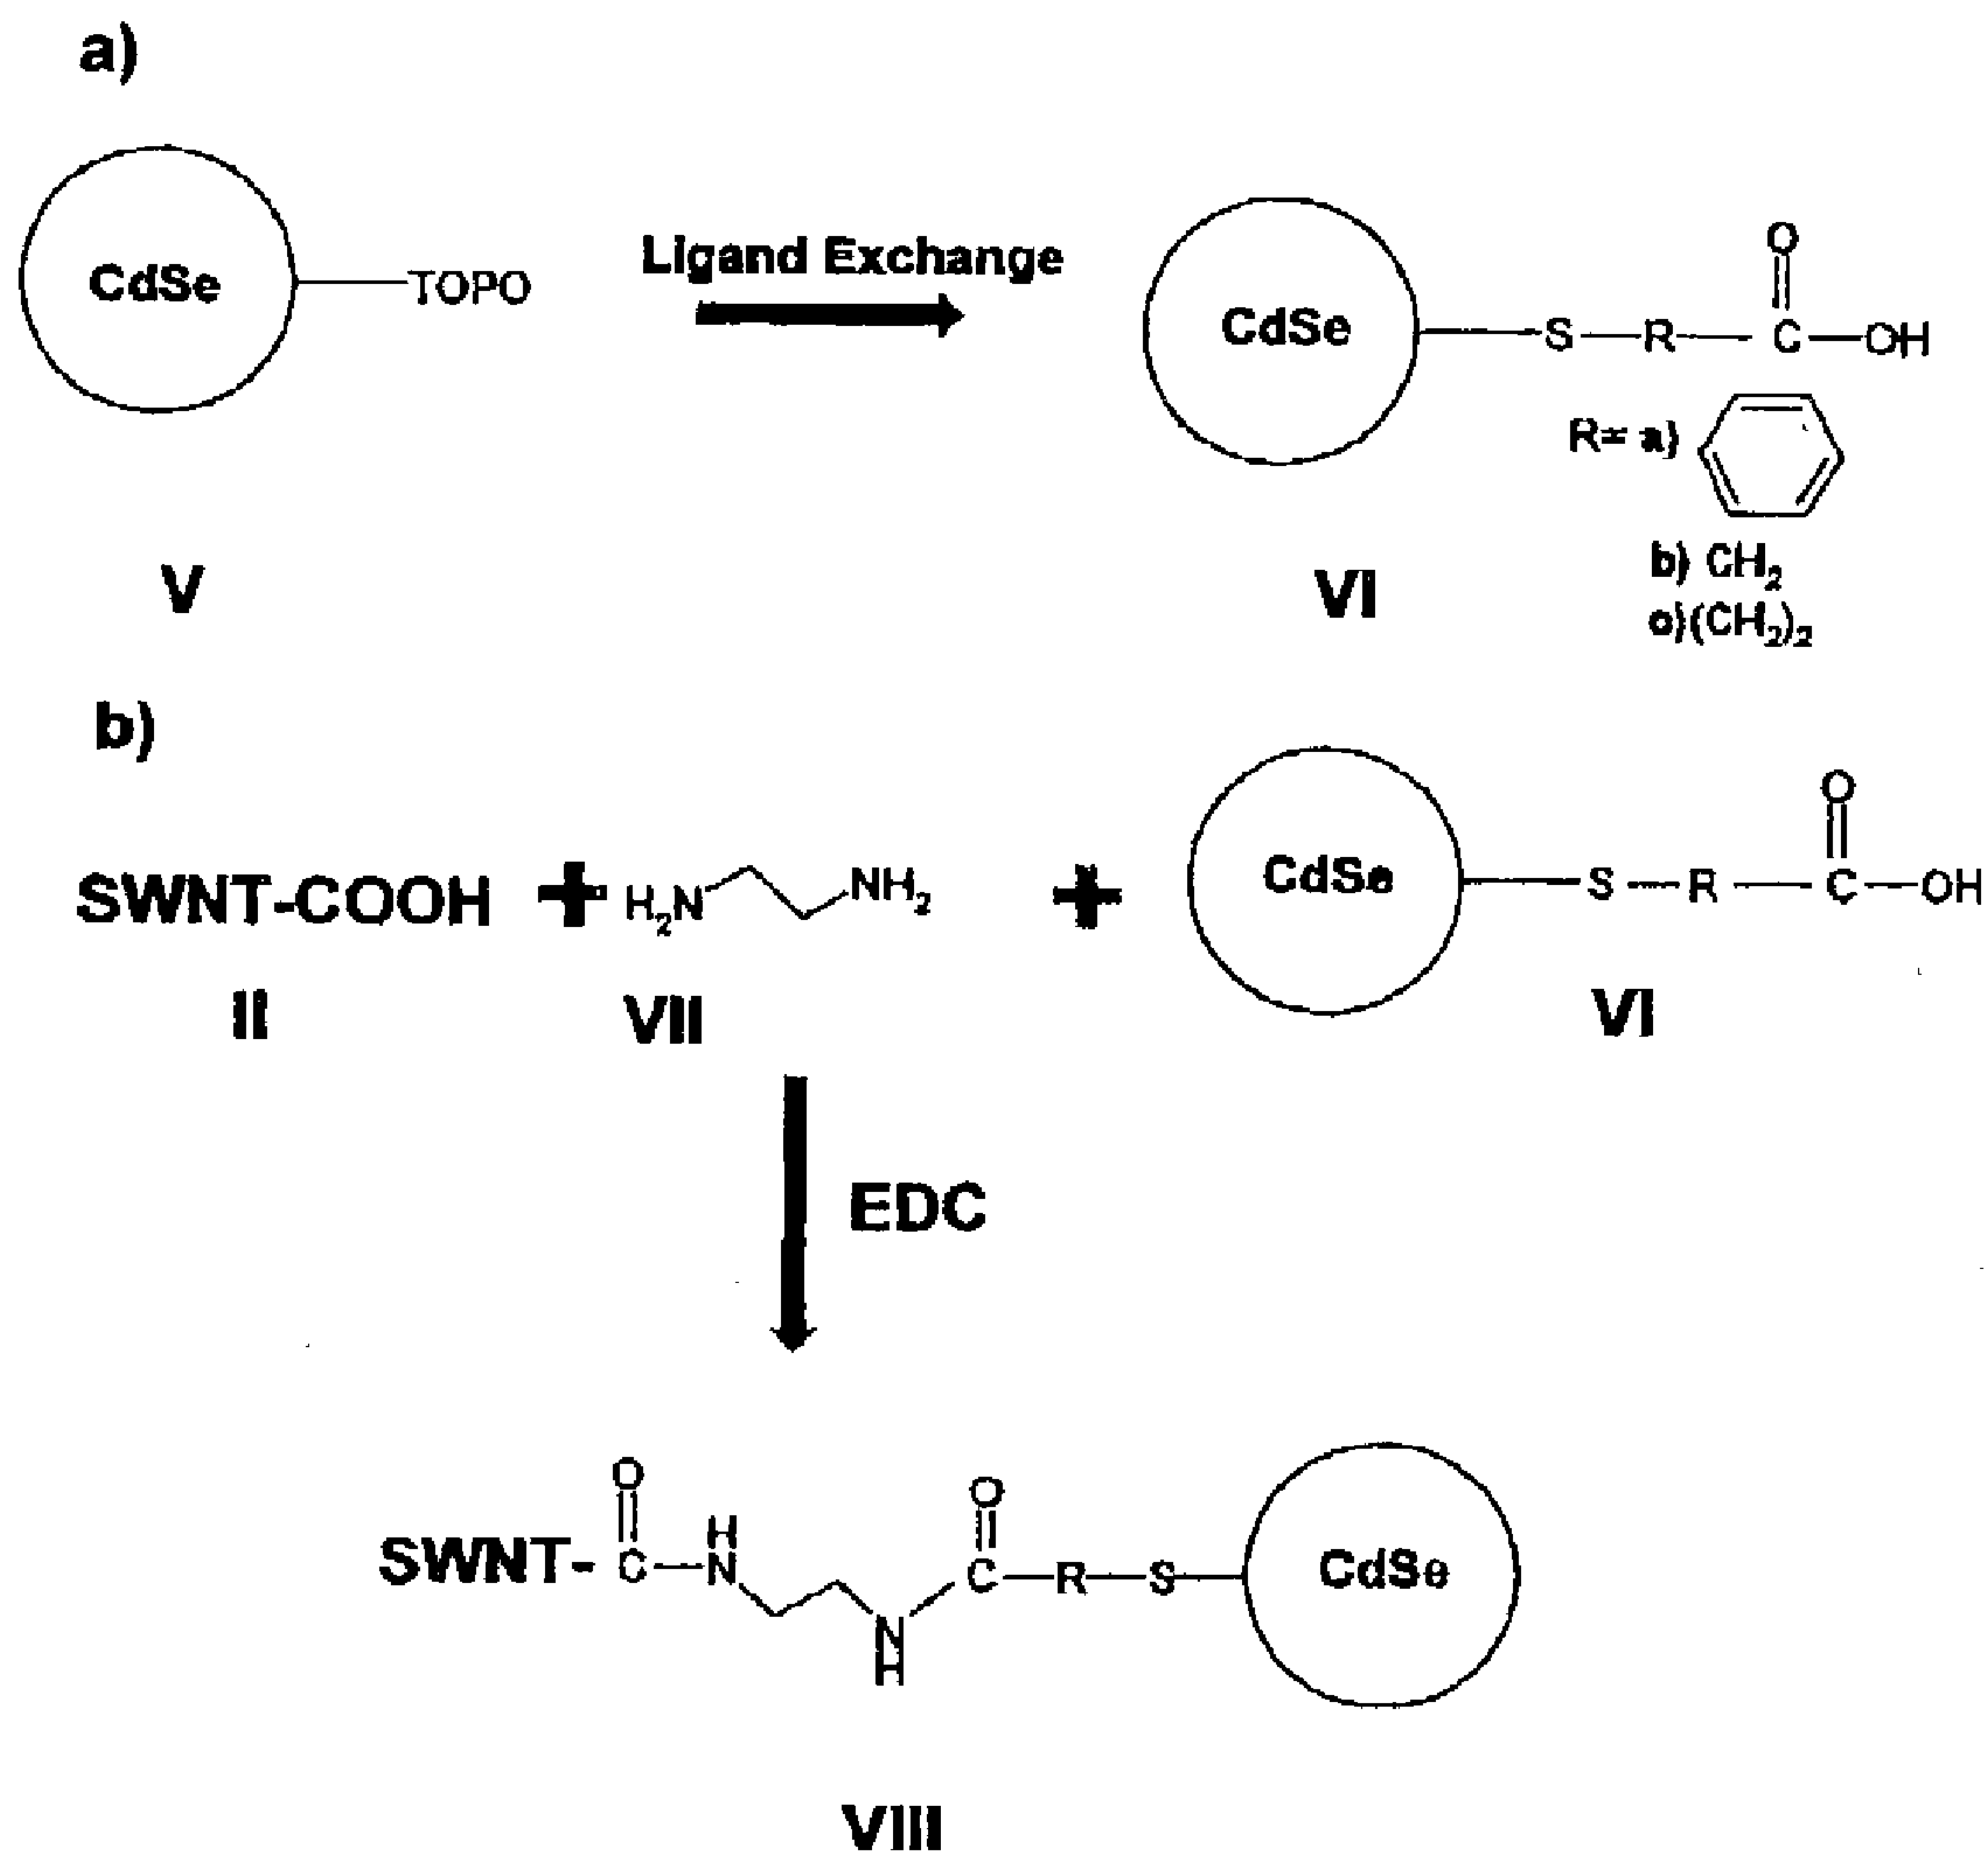 a)
CdSe
TOPO
V
Ligand Exchange
CdSe
S
R
C
O
OH
R= a)
b) CH2
c)(CH2)2
VI
b)
SWNT-COOH
II
+
H2N
NH2
VII
+
CdSe
S
R
C
O
OH
VI
EDC
SWNT-
O
C
H
N
N
H
O
C
R
S
CdSe
VIII